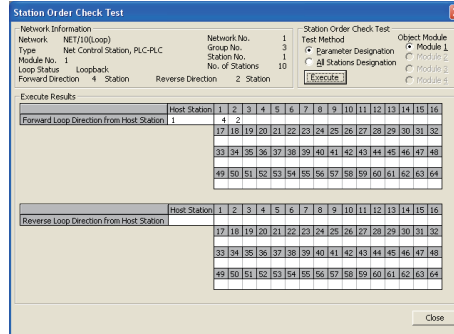 Station Order Check Test
Network Information
Network NET/10(Loop) Network No. 1
Type Net Control Station, PLC-PLC Group No. 3
Module No. 1 Station No. 1
Loop Status Loopback No. of Stations 10
Forward Direction 4 Station Reverse Direction 2 Station
Station Order Check Test
Test Method
Parameter Designation
All Stations Designation
Execute
Object Module
Module 1
Module 2
Module 3
Module 4
Execute Results
Host Station 1 2 3 4 5 6 7 8 9 10 11 12 13 14 15 16
Forward Loop Direction from Host Station 1 4 2
17 18 19 20 21 22 23 24 25 26 27 28 29 30 31 32
33 34 35 36 37 38 39 40 41 42 43 44 45 46 47 48
49 50 51 52 53 54 55 56 57 58 59 60 61 62 63 64
Host Station 1 2 3 4 5 6 7 8 9 10 11 12 13 14 15 16
Reverse Loop Direction from Host Station
17 18 19 20 21 22 23 24 25 26 27 28 29 30 31 32
33 34 35 36 37 38 39 40 41 42 43 44 45 46 47 48
49 50 51 52 53 54 55 56 57 58 59 60 61 62 63 64
Close